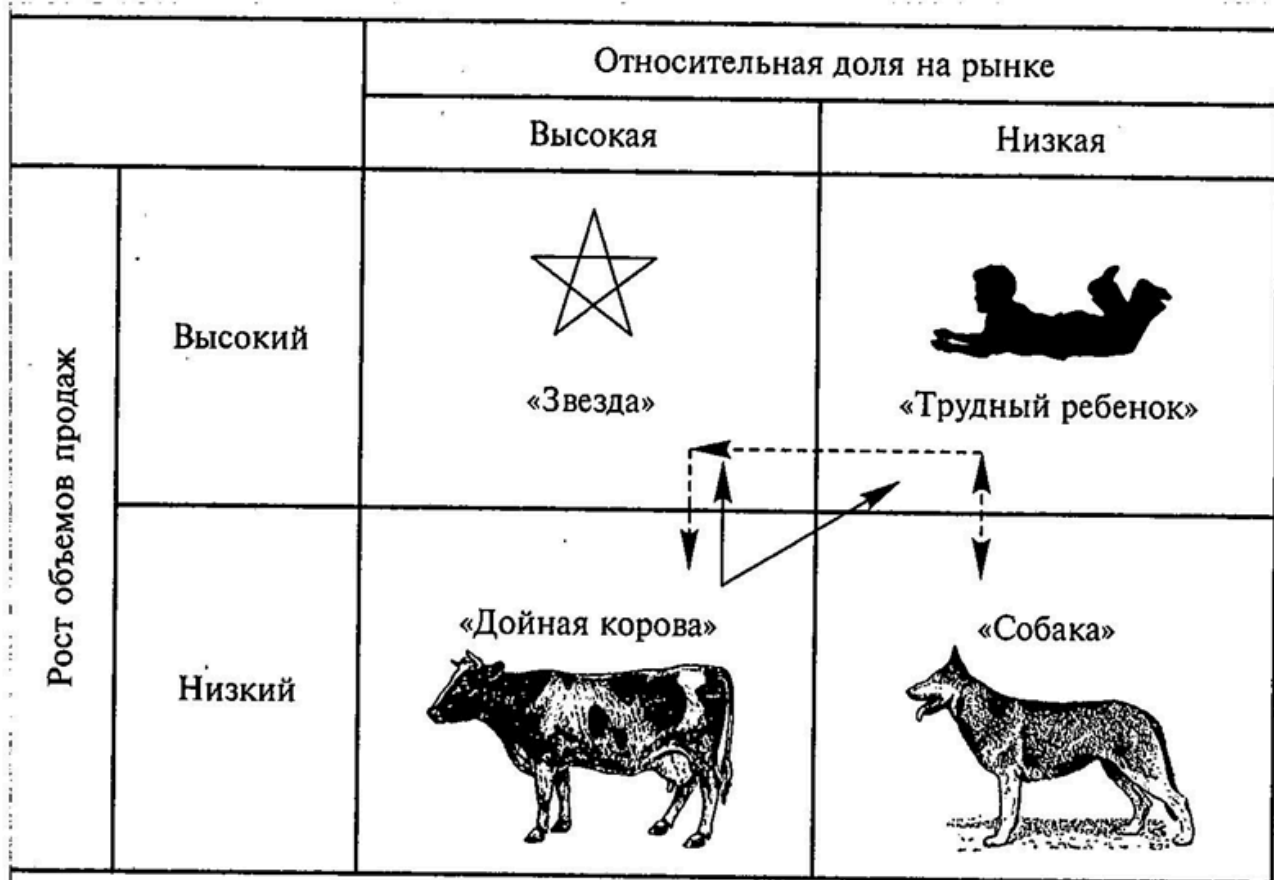 Относительная доля на рынке
Высокая
Низкая
Рост объемов продаж
Высокий
«Звезда»
«Трудный ребенок»
Низкий
«Дойная корова»
«Собака»